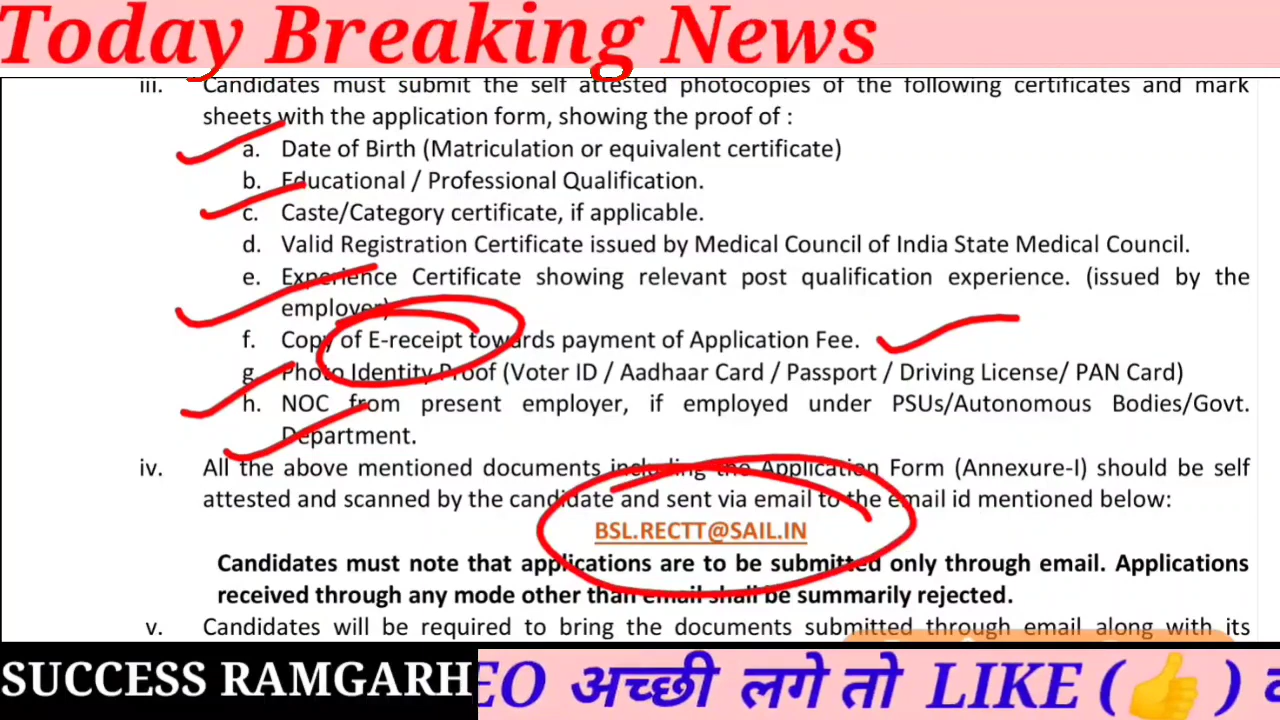 Today Breaking News
iii. Candidates must submit the self attested photocopies of the following certificates and mark
sheets with the application form, showing the proof of :
a. Date of Birth (Matriculation or equivalent certificate)
b. Educational / Professional Qualification.
c. Caste/Category certificate, if applicable.
d. Valid Registration Certificate issued by Medical Council of India State Medical Council.
e. Experience Certificate showing relevant post qualification experience. (issued by the
employer)
f. Copy of E-receipt towards payment of Application Fee.
g. Photo Identity Proof (Voter ID / Aadhaar Card / Passport / Driving License/ PAN Card)
h. NOC from present employer, if employed under PSUs/Autonomous Bodies/Govt.
Department.
iv. All the above mentioned documents including the Application Form (Annexure-I) should be self
attested and scanned by the candidate and sent via email to the email id mentioned below:
BSL.RECTT@SAIL.IN
Candidates must note that applications are to be submitted only through email. Applications
received through any mode other than email shall be summarily rejected.
v. Candidates will be required to bring the documents submitted through email along with its
SUCCESS RAMGARH
EO अच्छी लगे तो LIKE (👍)